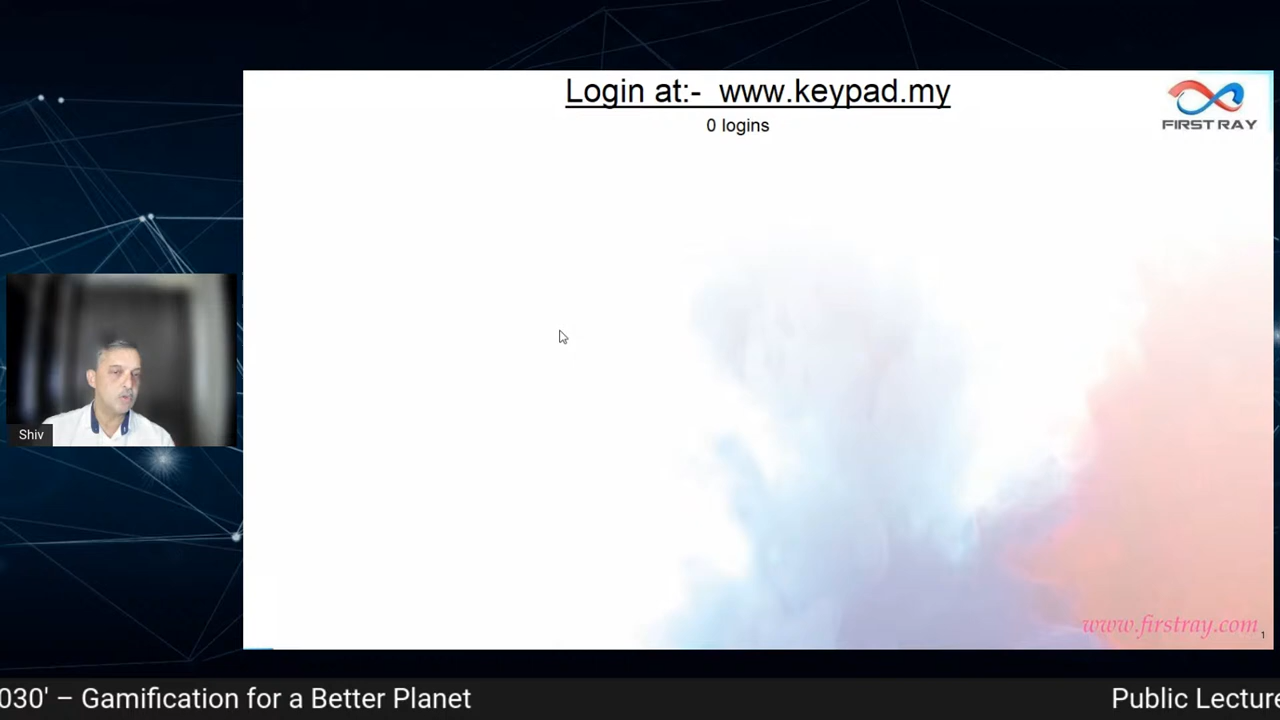 Login at:-  www.keypad.my
0 logins
FIRST RAY
Shiv
www.firstray.com
1
030' – Gamification for a Better Planet
Public Lecture